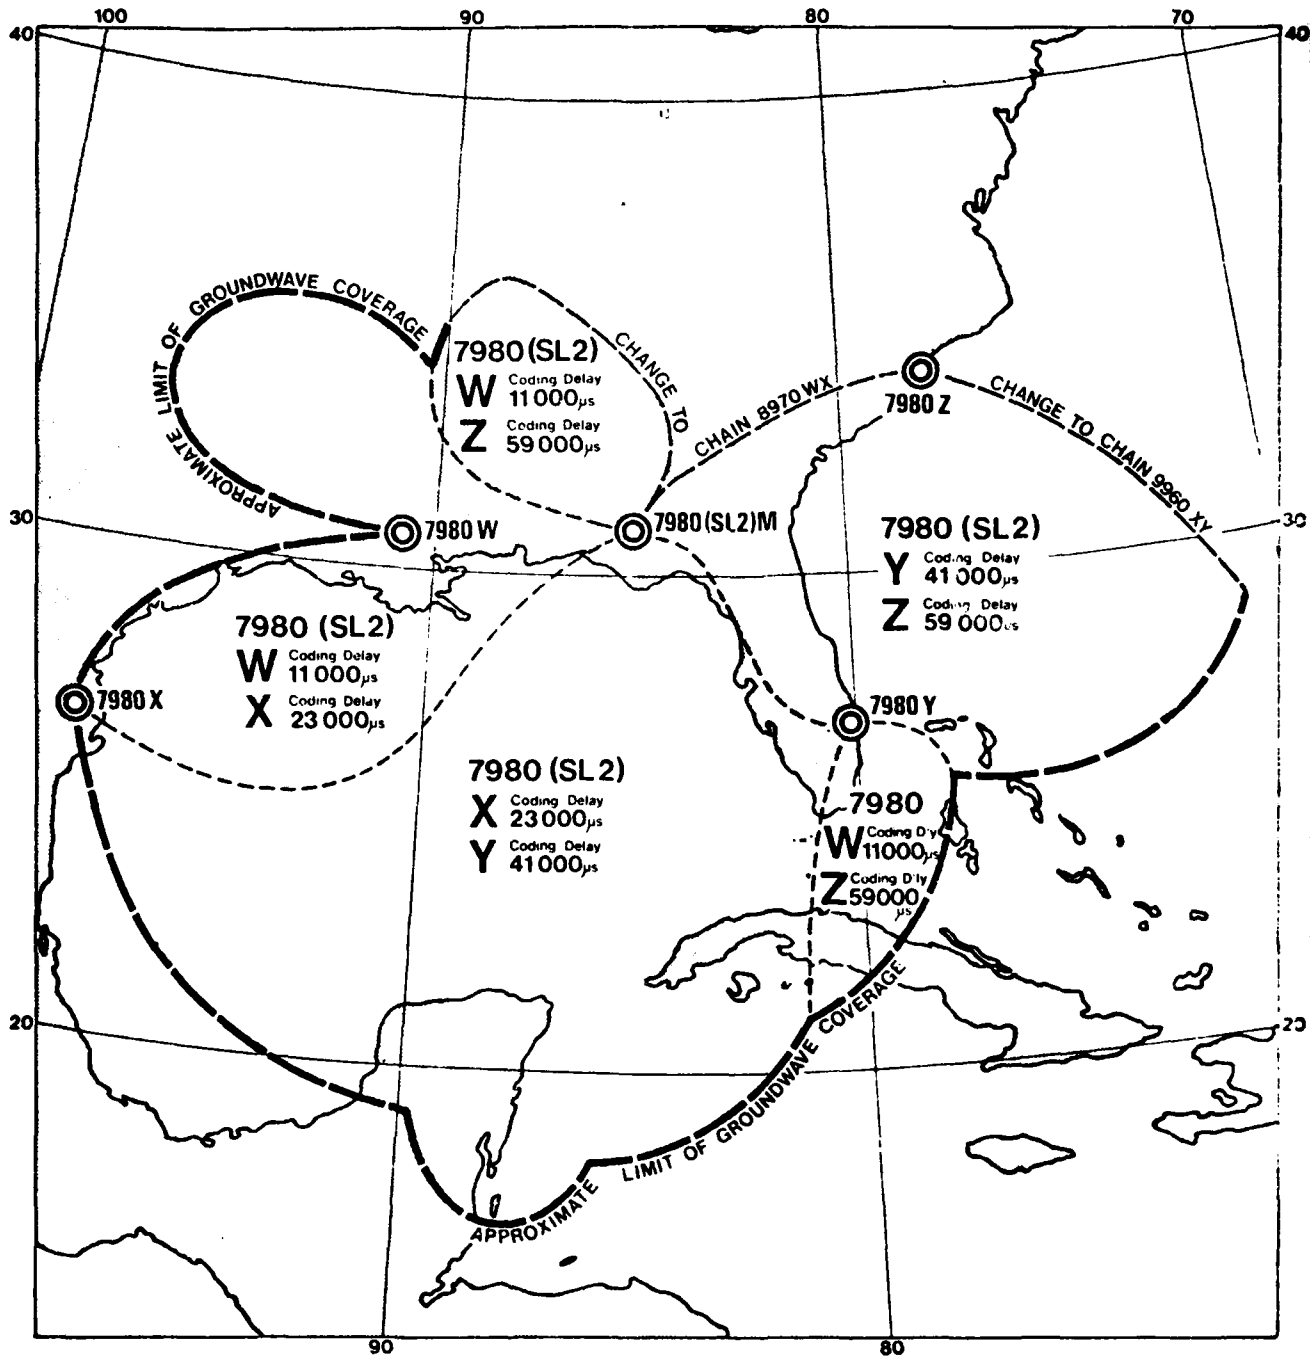 100 90 80 70
40 40
APPROXIMATE LIMIT OF GROUNDWAVE COVERAGE
7980 (SL2)
W Coding Delay
11000µs
Z Coding Delay
59000µs
CHANGE TO
CHAIN 8970 WX
7980 Z
CHANGE TO CHAIN 9960 XY
30 30
7980 W
7980(SL2)M
7980 (SL2)
Y Coding Delay
41000µs
Z Coding Delay
59000µs
7980 (SL2)
W Coding Delay
11000µs
X Coding Delay
23000µs
7980 X
7980 Y
7980 (SL2)
X Coding Delay
23000µs
Y Coding Delay
41000µs
7980
W Coding D'y
11000µs
Z Coding D'ly
59000
µs
20 20
APPROXIMATE LIMIT OF GROUNDWAVE COVERAGE
90 80